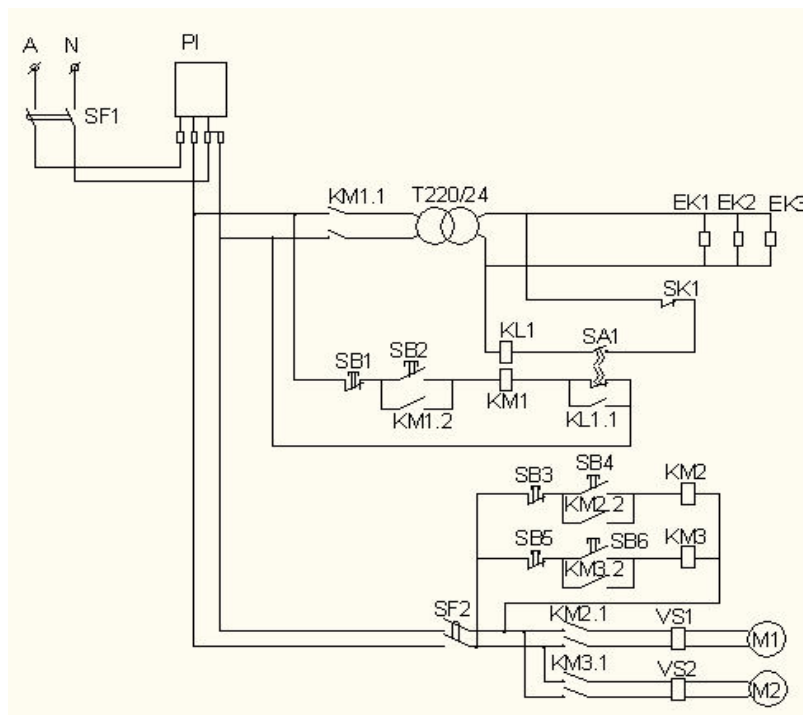 A N PI
SF1
KM1.1 T220/24 EK1 EK2 EK3
SK1
KL1 SA1
SB1 SB2
KM1
KM1.2 KL1.1
SB3 SB4 KM2
KM2.2
SB5 SB6 KM3
KM3.2
SF2 KM2.1 VS1
M1
KM3.1 VS2
M2